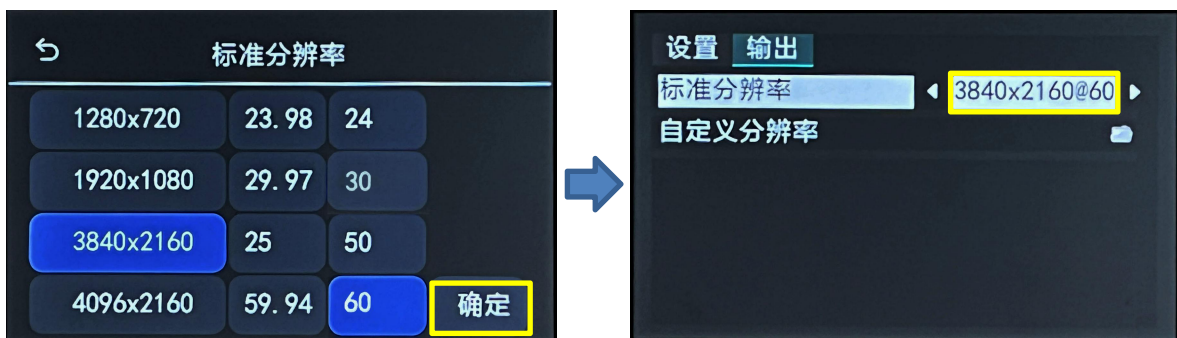 标准分辨率
1280x720 23.98 24
1920x1080 29.97 30
3840x2160 25 50
4096x2160 59.94 60 确定
设置 输出
标准分辨率 3840x2160@60
自定义分辨率